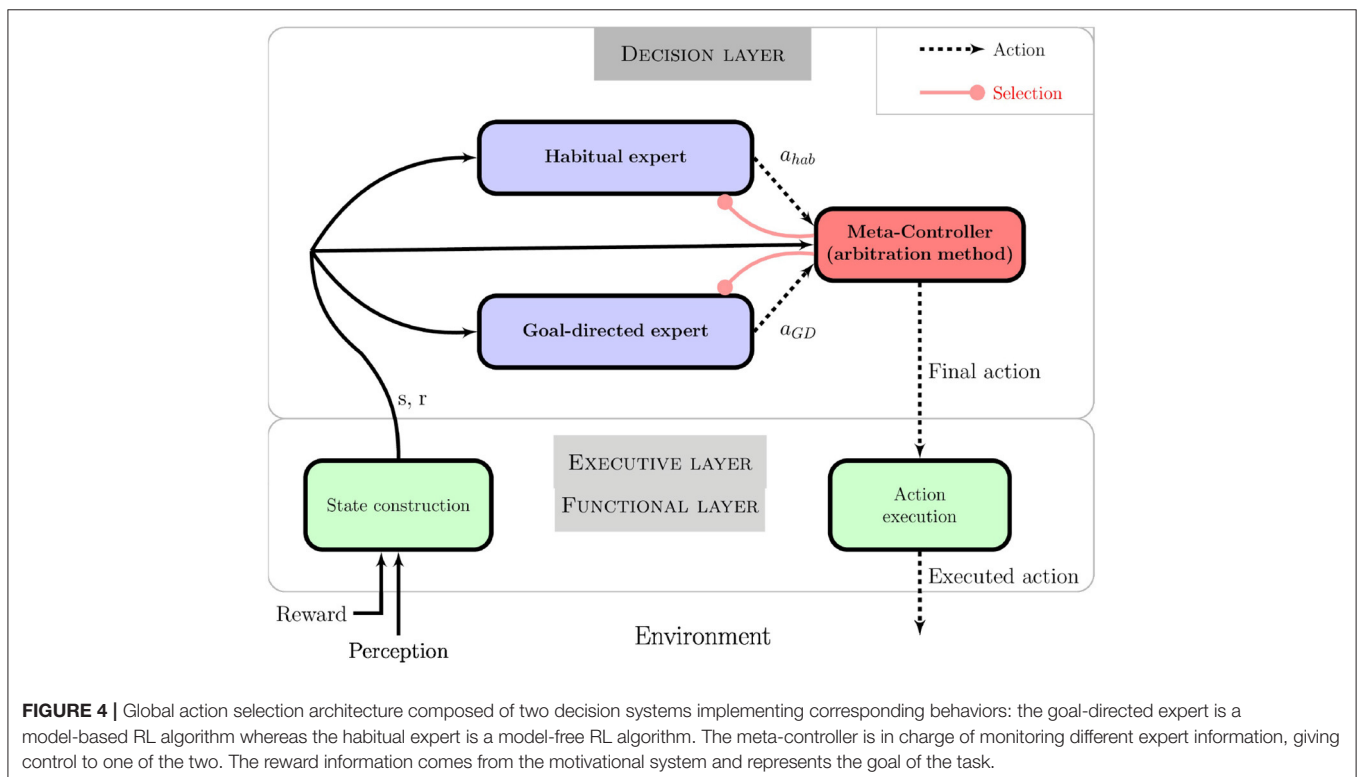 DECISION LAYER
Action
Selection
Habitual expert
a_{hab}
Meta-Controller
(arbitration method)
Goal-directed expert
a_{GD}
Final action
s, r
EXECUTIVE LAYER
FUNCTIONAL LAYER
State construction
Action
execution
Executed action
Reward
Perception
Environment
FIGURE 4 | Global action selection architecture composed of two decision systems implementing corresponding behaviors: the goal-directed expert is a
model-based RL algorithm whereas the habitual expert is a model-free RL algorithm. The meta-controller is in charge of monitoring different expert information, giving
control to one of the two. The reward information comes from the motivational system and represents the goal of the task.